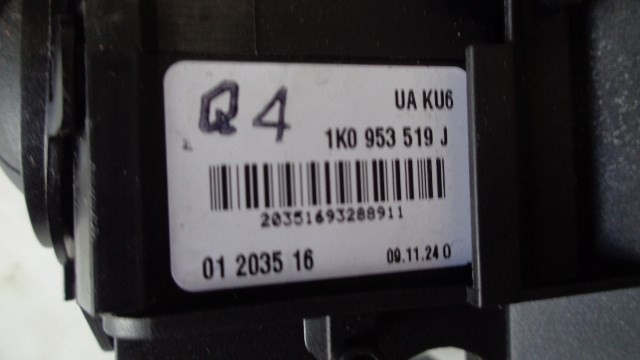 Q4 UA KU6
1K0 953 519 J
20351693288911
01 2035 16 09.11.24 0